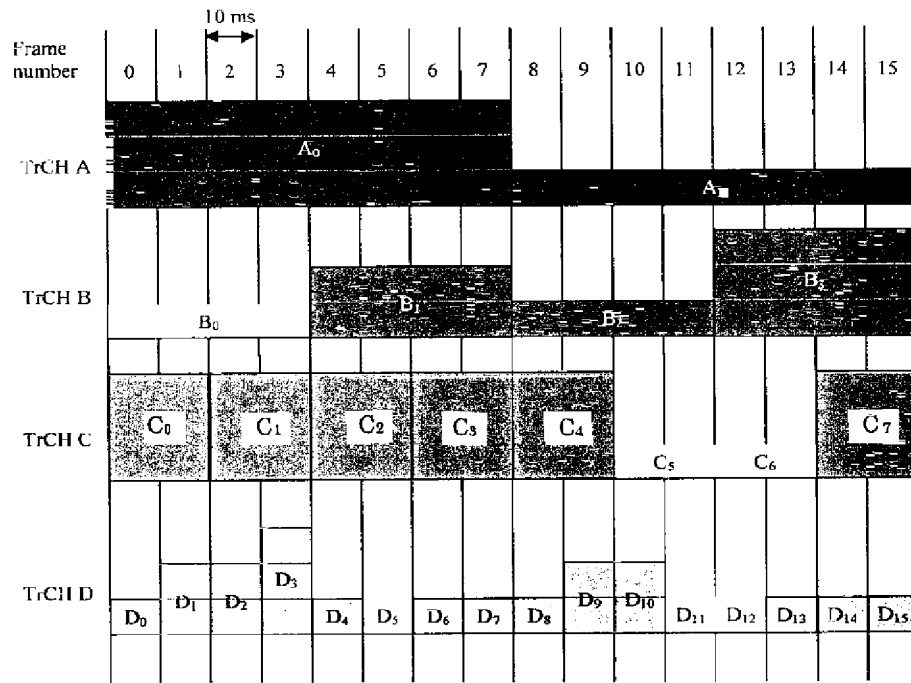 10 ms
Frame number
0 1 2 3 4 5 6 7 8 9 10 11 12 13 14 15
TrCH A
A₀
A
TrCH B
B₀
B₁
B₂
B₃
TrCH C
C₀ C₁ C₂ C₃ C₄ C₅ C₆ C₇
TrCH D
D₀ D₁ D₂ D₃ D₄ D₅ D₆ D₇ D₈ D₉ D₁₀ D₁₁ D₁₂ D₁₃ D₁₄ D₁₅